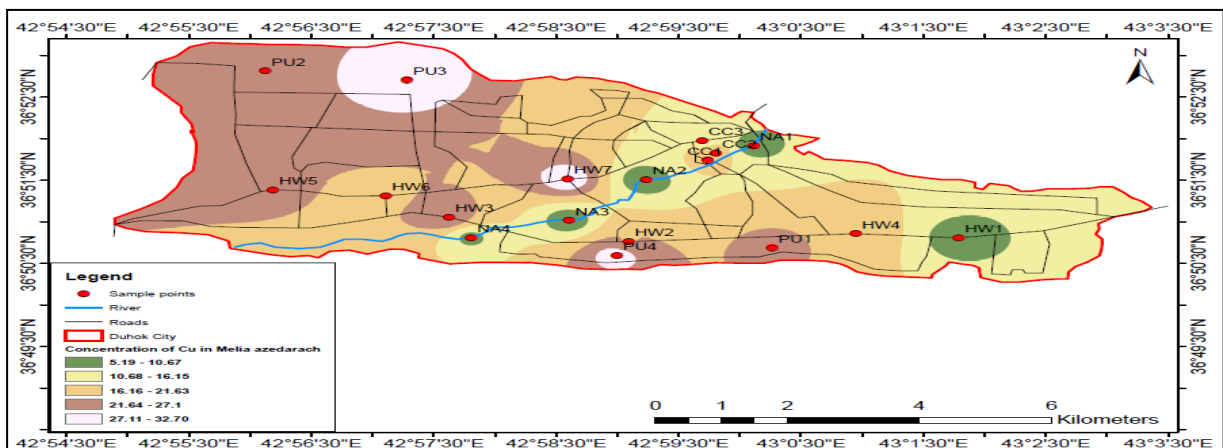 42°54'30"E 42°55'30"E 42°56'30"E 42°57'30"E 42°58'30"E 42°59'30"E 43°0'30"E 43°1'30"E 43°2'30"E 43°3'30"E
N
36°52'30"N
36°51'30"N
36°50'30"N
36°49'30"N
36°52'30"N
36°51'30"N
36°50'30"N
36°49'30"N
PU2
PU3
CC3
NA1
CC2
CC1
HW7
NA2
HW5
HW6
HW3
NA3
NA4
HW2
HW4
HW1
PU1
PU4
Legend
Sample points
River
Roads
Duhok City
Concentration of Cu in Melia azedarach
5.19 - 10.67
10.68 - 16.15
16.16 - 21.63
21.64 - 27.1
27.11 - 32.70
0 1 2 4 6
Kilometers
42°54'30"E 42°55'30"E 42°56'30"E 42°57'30"E 42°58'30"E 42°59'30"E 43°0'30"E 43°1'30"E 43°2'30"E 43°3'30"E